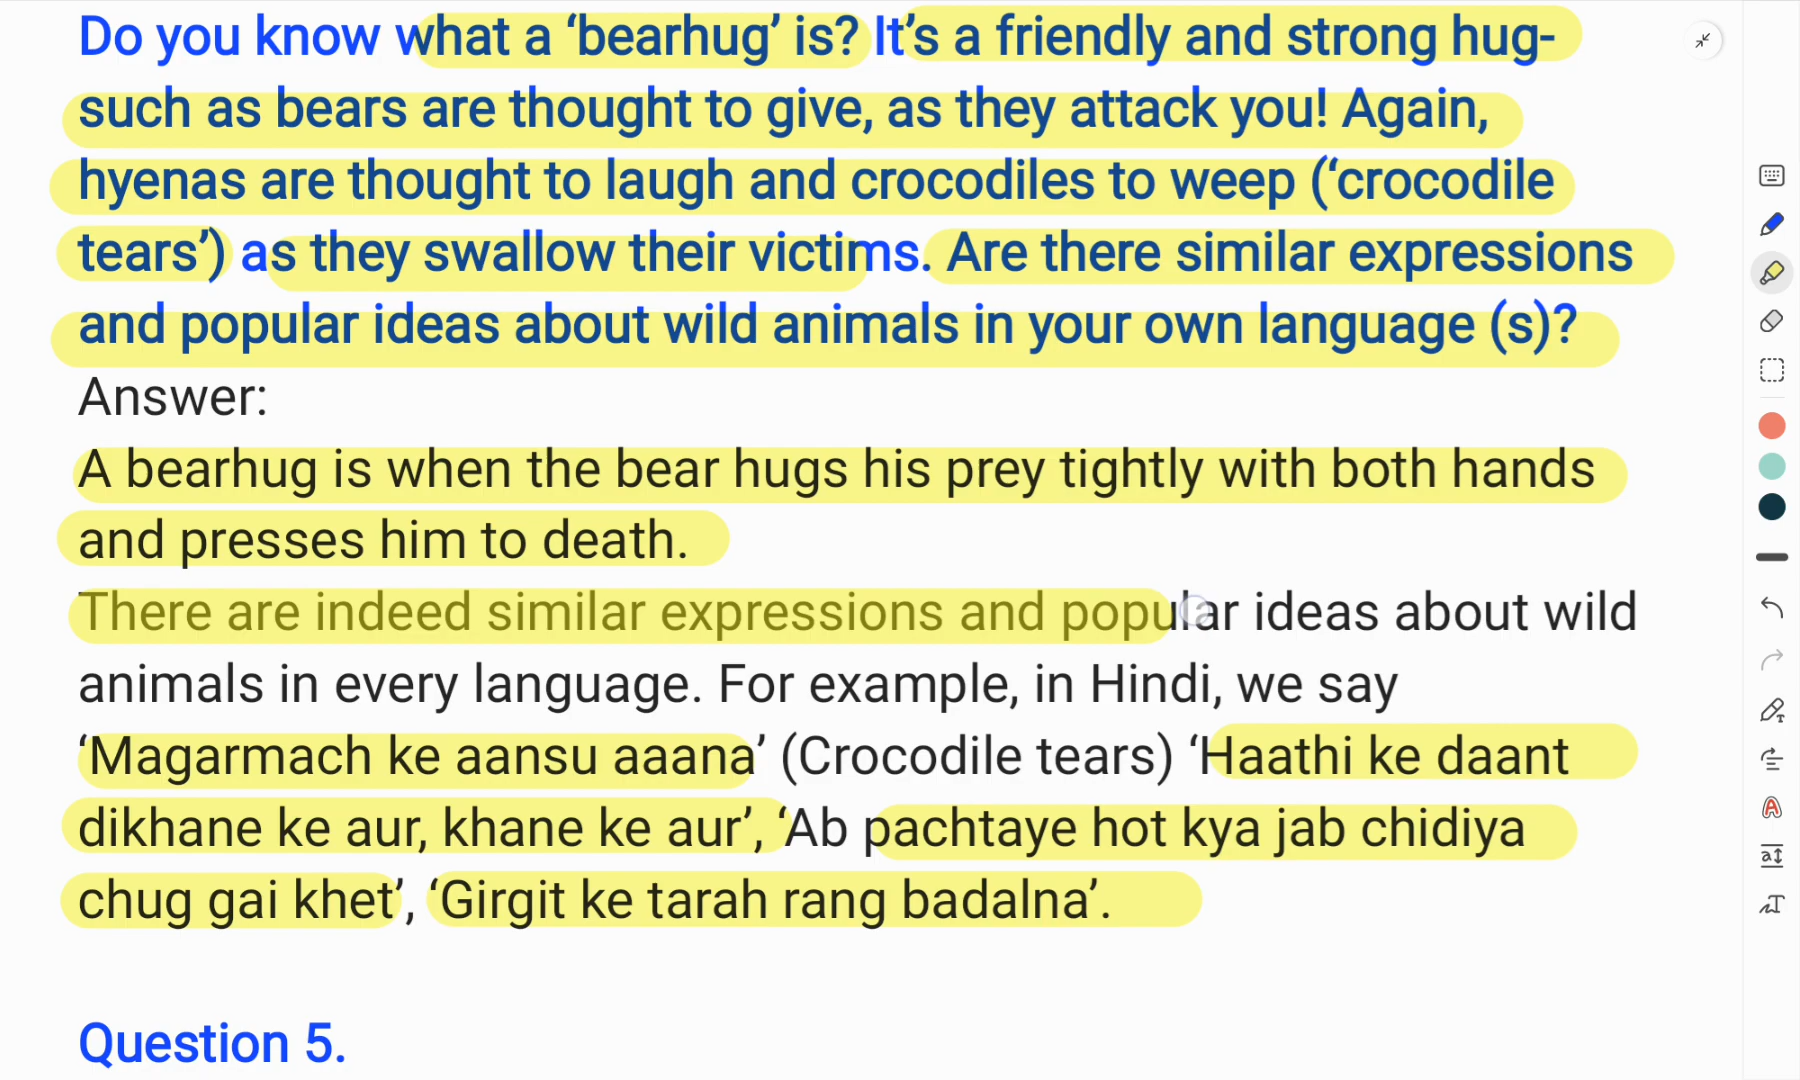 Do you know what a ‘bearhug’ is? It’s a friendly and strong hug-
such as bears are thought to give, as they attack you! Again,
hyenas are thought to laugh and crocodiles to weep (‘crocodile
tears’) as they swallow their victims. Are there similar expressions
and popular ideas about wild animals in your own language (s)?
Answer:
A bearhug is when the bear hugs his prey tightly with both hands
and presses him to death.
There are indeed similar expressions and popular ideas about wild
animals in every language. For example, in Hindi, we say
‘Magarmach ke aansu aaana’ (Crocodile tears) ‘Haathi ke daant
dikhane ke aur, khane ke aur’, ‘Ab pachtaye hot kya jab chidiya
chug gai khet’, ‘Girgit ke tarah rang badalna’.
Question 5.